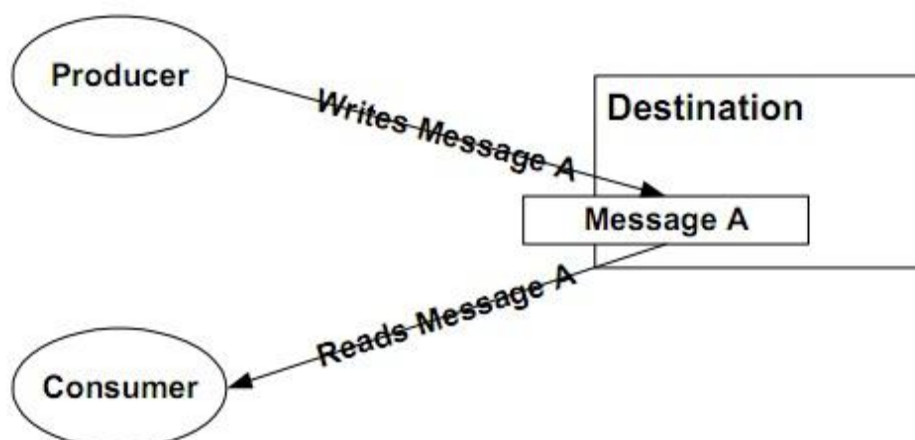 Producer
Writes Message A
Destination
Message A
Reads Message A
Consumer